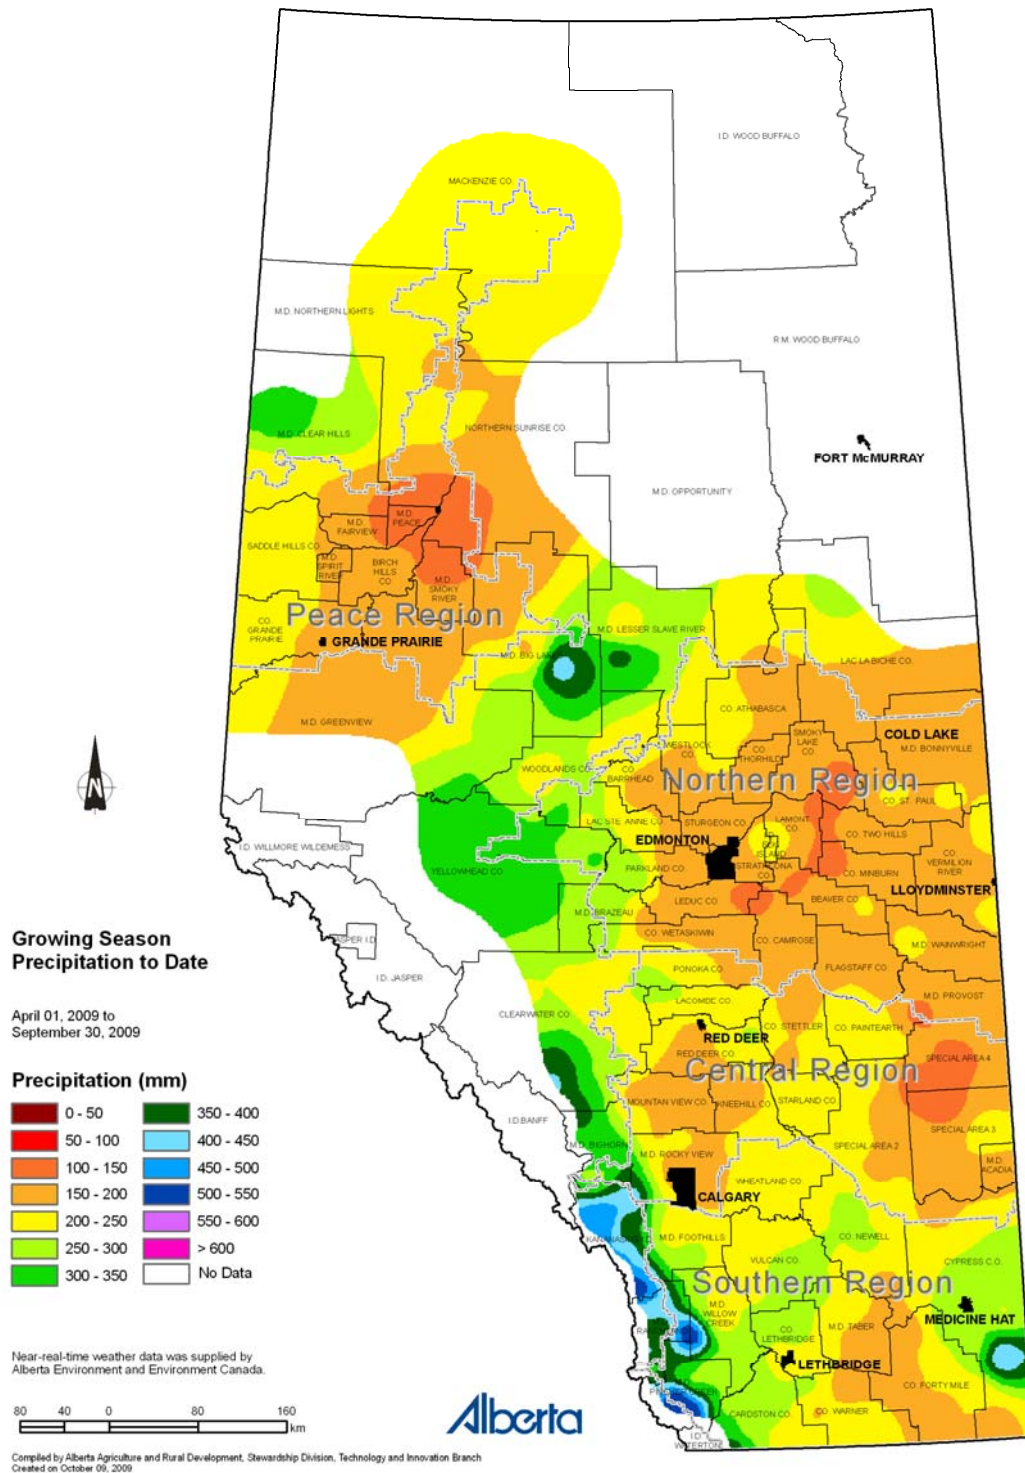 I.D. WOOD BUFFALO
MACKENZIE CO.
M.D. NORTHERN LIGHTS
R.M. WOOD BUFFALO
M.D. CLEAR HILLS
NORTHERN SUNRISE CO.
FORT McMURRAY
M.D. OPPORTUNITY
M.D.
PEACE
M.D.
FAIRVIEW
SADDLE HILLS CO.
M.D.
SPIRIT
RIVER
BIRCH
HILLS
CO
M.D.
SMOKY
RIVER
Peace Region
CO.
GRANDE
PRAIRIE
GRANDE PRAIRIE
M.D. LESSER SLAVE RIVER
M.D. BIG LAKES
LAC LA BICHE CO.
M.D. GREENVIEW
CO. ATHABASCA
COLD LAKE
M.D. BONNYVILLE
SMOKY
LAKE
CO.
WESTLOCK
CO.
CO.
THORHILD
WOODLANDS CO.
CO.
BARRHEAD
Northern Region
CO. ST. PAUL
I.D. WILLMORE WILDERNESS
LAC STE. ANNE CO.
STURGEON CO.
LAMONT
CO.
EDMONTON
CO. TWO HILLS
ISLAND
STRATHCONA
CO.
CO.
VERMILION
RIVER
YELLOWHEAD CO.
PARKLAND CO.
CO. MINBURN
LLOYDMINSTER
LEDUC CO.
BEAVER CO.
M.D. BRAZEAU
CO. WETASKIWIN
CO. CAMROSE
M.D. WAINWRIGHT
JASPER I.D.
I.D. JASPER
PONOKA CO.
FLAGSTAFF CO.
M.D. PROVOST
LACOMBE CO.
CLEARWATER CO.
CO. STETTLER
CO. PAINTEARTH
RED DEER
RED DEER CO.
SPECIAL AREA 4
Central Region
I.D. BANFF
MOUNTAIN VIEW CO.
KNEEHILL CO.
STARLAND CO.
SPECIAL AREA 3
M.D. BIGHORN
SPECIAL AREA 2
M.D. ROCKY VIEW
M.D.
ACADIA
WHEATLAND CO.
CALGARY
M.D. FOOTHILLS
CO. NEWELL
VULCAN CO.
CYPRESS C.O.
Southern Region
M.D.
WILLOW
CREEK
MEDICINE HAT
CO.
LETHBRIDGE
M.D. TABER
LETHBRIDGE
CO. FORTY MILE
CARDSTON CO.
CO. WARNER
I.D.
WATERTON
N
Growing Season
Precipitation to Date
April 01, 2009 to
September 30, 2009
Precipitation (mm)
0 - 50
50 - 100
100 - 150
150 - 200
200 - 250
250 - 300
300 - 350
350 - 400
400 - 450
450 - 500
500 - 550
550 - 600
> 600
No Data
Near-real-time weather data was supplied by
Alberta Environment and Environment Canada.
80 40 0 80 160
km
Alberta
Compiled by Alberta Agriculture and Rural Development, Stewardship Division, Technology and Innovation Branch
Created on October 09, 2009